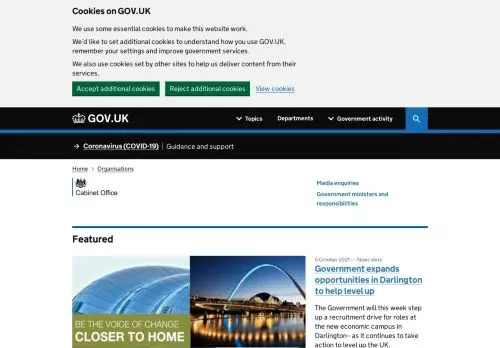 Cookies on GOV.UK
We use some essential cookies to make this website work.
We'd like to set additional cookies to understand how you use GOV.UK,
remember your settings and improve government services.
We also use cookies set by other sites to help us deliver content from their
services.
Accept additional cookies Reject additional cookies View cookies
GOV.UK Topics Departments Government activity
→ Coronavirus (COVID-19) Guidance and support
Home > Organisations
Cabinet Office
Media enquiries
Government ministers and
responsibilities
Featured
5 October 2021 — News story
Government expands
opportunities in Darlington
to help level up
The Government will this week step
up a recruitment drive for roles at
the new economic campus in
Darlington– as it continues to
take action to level up the UK.
BE THE VOICE OF CHANGE
CLOSER TO HOME